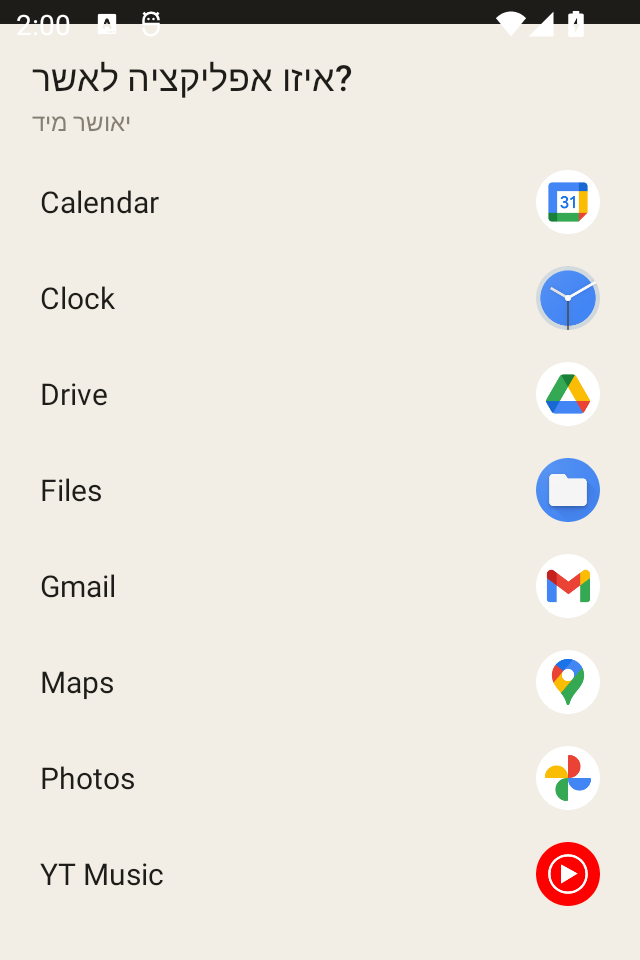 2:00
איזו אפליקציה לאשר?
יאושר מיד
Calendar
31
Clock
Drive
Files
Gmail
Maps
Photos
YT Music